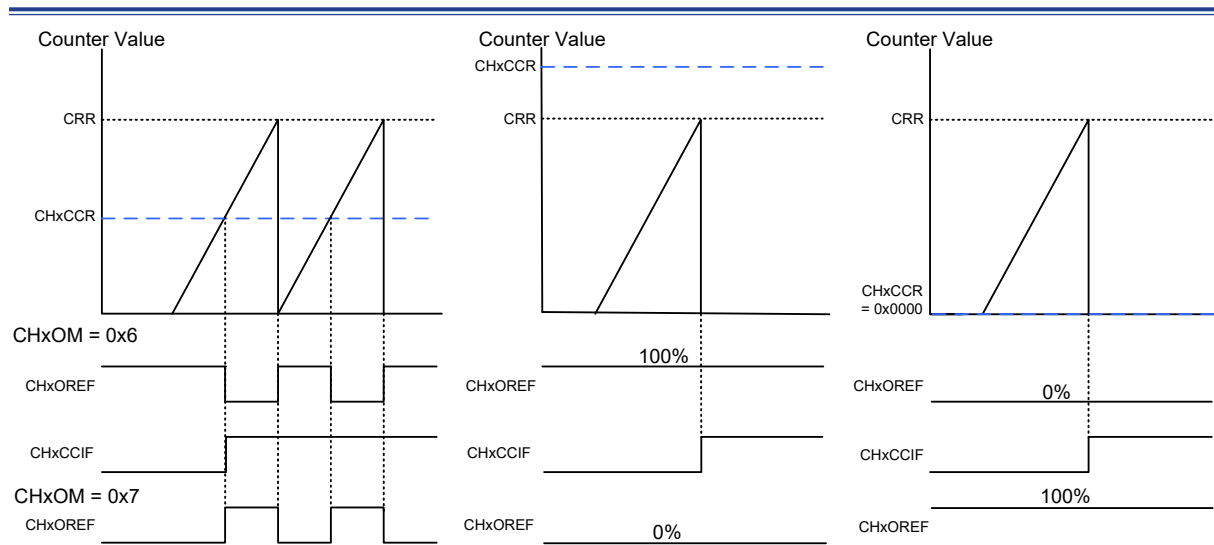 Counter Value
CRR
CHxCCR
CHxOM = 0x6
CHxOREF
CHxCCIF
CHxOM = 0x7
CHxOREF
Counter Value
CHxCCR
CRR
100%
CHxOREF
CHxCCIF
CHxOREF
0%
Counter Value
CRR
CHxCCR
= 0x0000
CHxOREF
0%
CHxCCIF
100%
CHxOREF